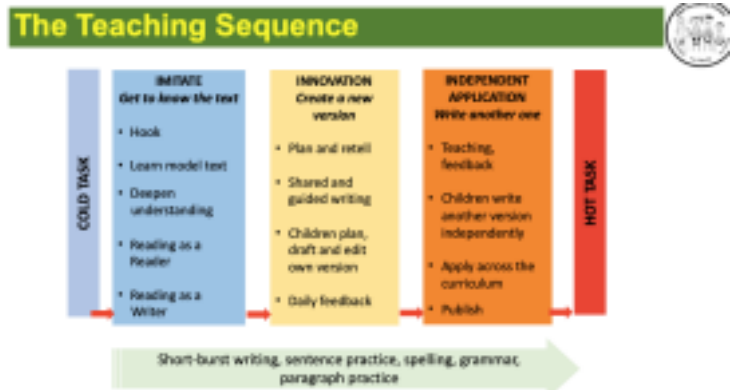 The Teaching Sequence
COLD TASK
IMITATE
Get to know the text
• Hook
• Learn model text
• Deepen
understanding
• Reading as a
Reader
• Reading as a
Writer
INNOVATION
Create a new
version
• Plan and retell
• Shared and
guided writing
• Children plan,
draft and edit
own version
• Daily feedback
INDEPENDENT
APPLICATION
Write another one
• Teaching,
feedback
• Children write
another version
independently
• Apply across the
curriculum
• Publish
HOT TASK
Short-burst writing, sentence practice, spelling, grammar,
paragraph practice